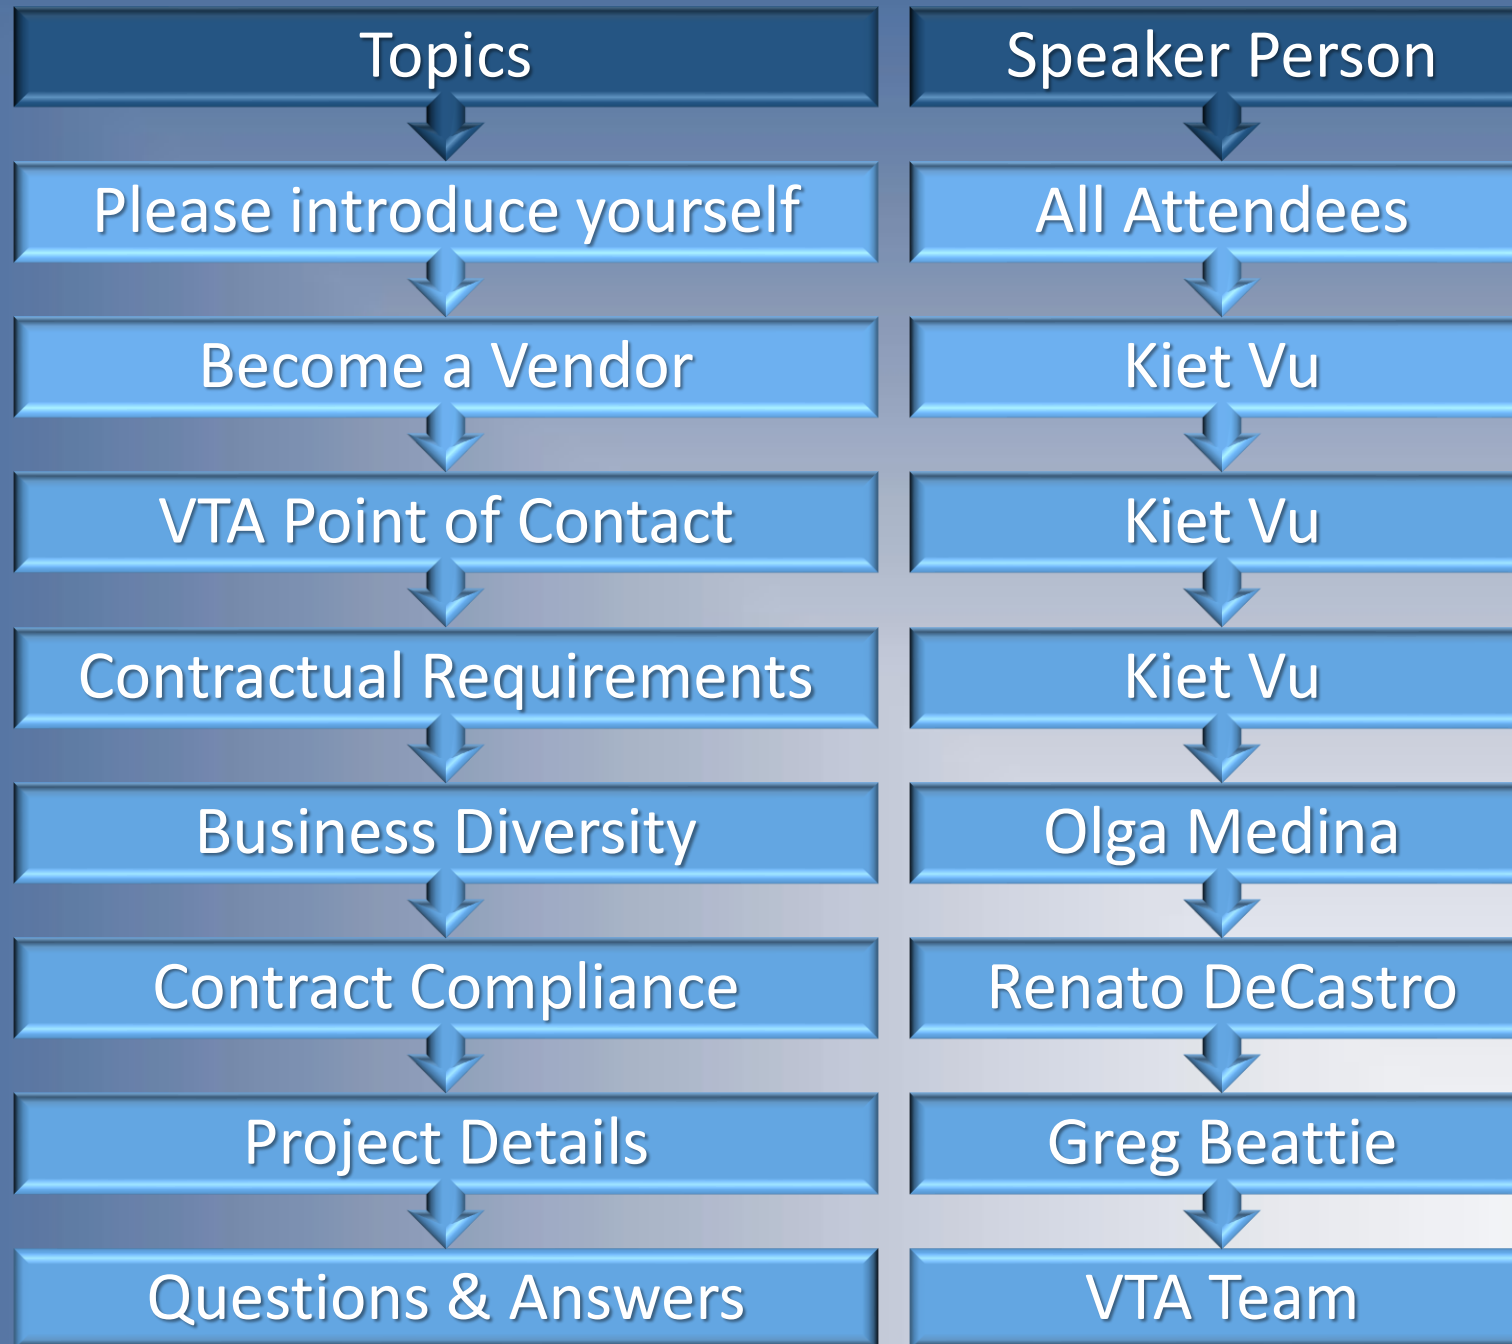 Topics
Speaker Person
Please introduce yourself
All Attendees
Become a Vendor
Kiet Vu
VTA Point of Contact
Kiet Vu
Contractual Requirements
Kiet Vu
Business Diversity
Olga Medina
Contract Compliance
Renato DeCastro
Project Details
Greg Beattie
Questions & Answers
VTA Team